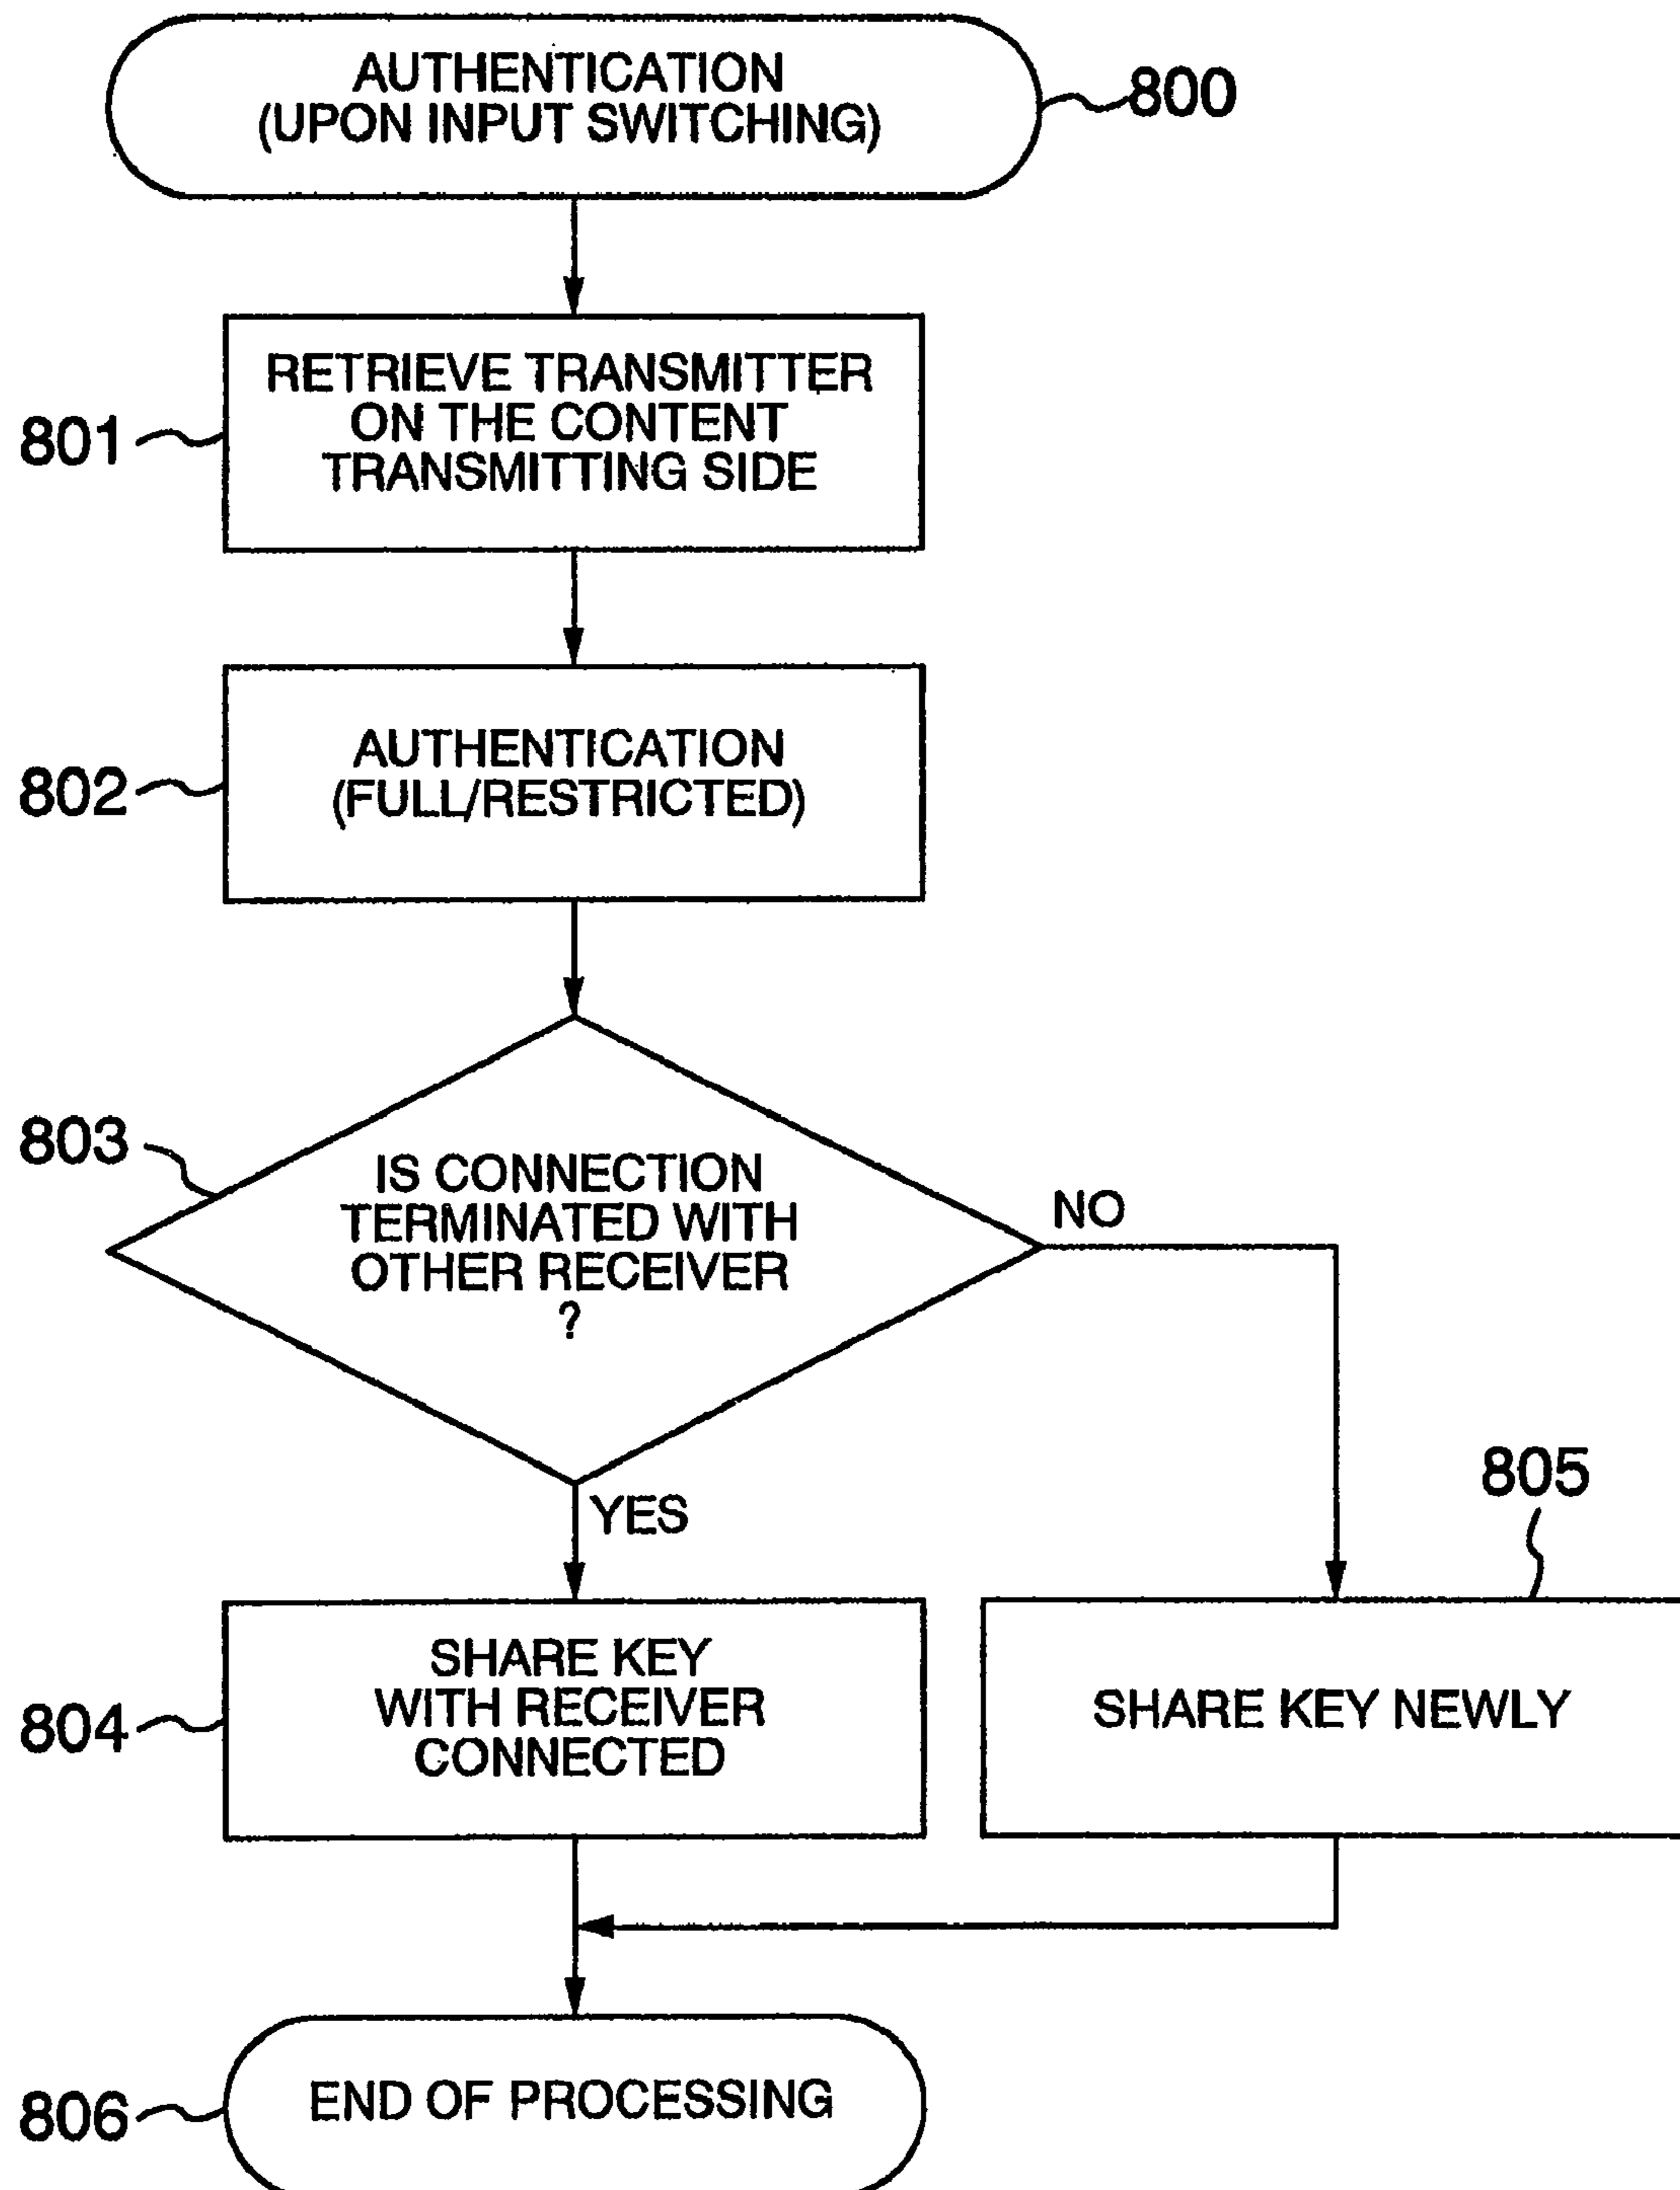 AUTHENTICATION
(UPON INPUT SWITCHING)
800
RETRIEVE TRANSMITTER
ON THE CONTENT
TRANSMITTING SIDE
801
AUTHENTICATION
(FULL/RESTRICTED)
802
803
IS CONNECTION
TERMINATED WITH
OTHER RECEIVER
?
NO
YES
805
SHARE KEY
WITH RECEIVER
CONNECTED
804
SHARE KEY NEWLY
END OF PROCESSING
806